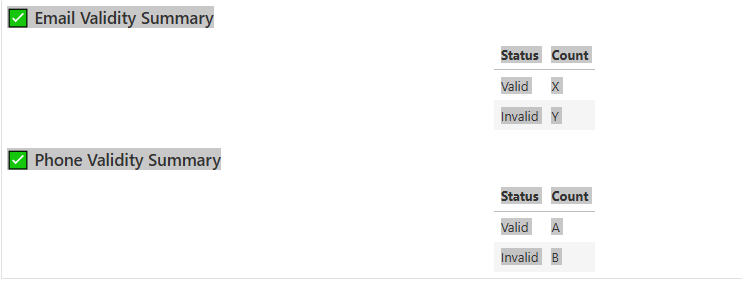 ✅ Email Validity Summary
Status Count
Valid X
Invalid Y
✅ Phone Validity Summary
Status Count
Valid A
Invalid B